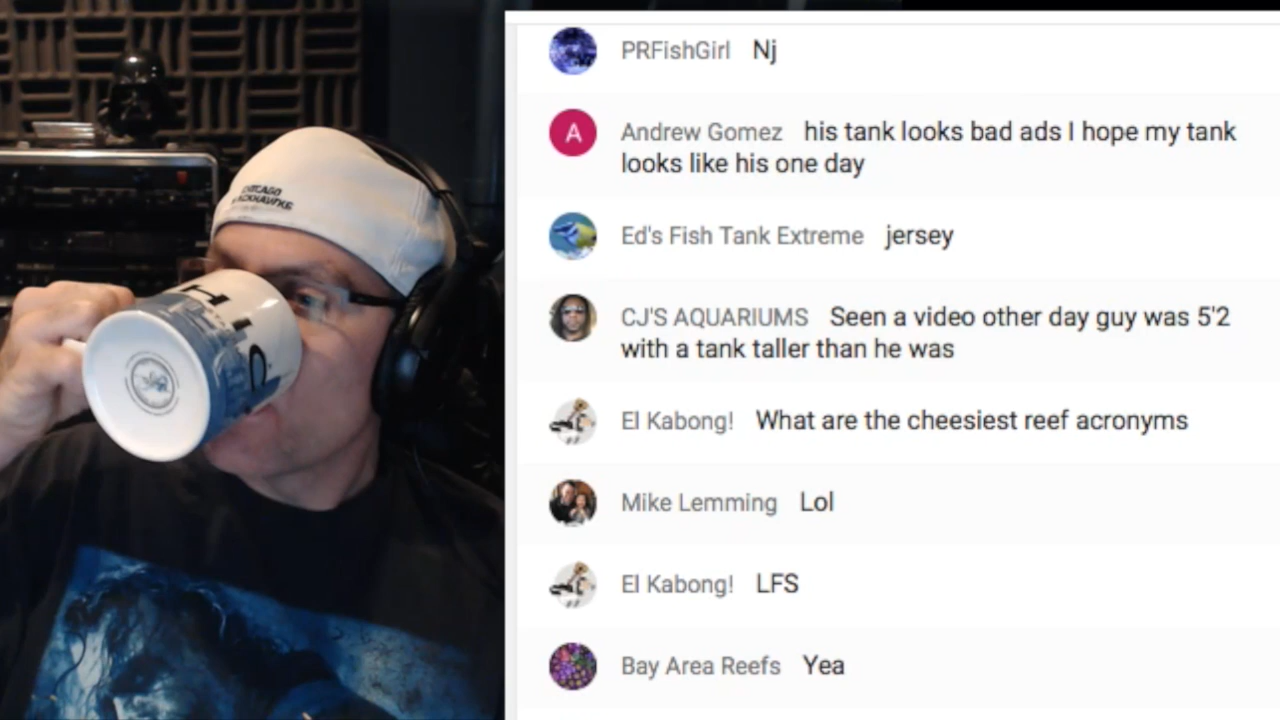 PRFishGirl Nj
A
Andrew Gomez his tank looks bad ads I hope my tank
looks like his one day
Ed's Fish Tank Extreme jersey
CJ'S AQUARIUMS Seen a video other day guy was 5'2
with a tank taller than he was
El Kabong! What are the cheesiest reef acronyms
Mike Lemming Lol
El Kabong! LFS
Bay Area Reefs Yea
CHICAGO
BLACKHAWKS